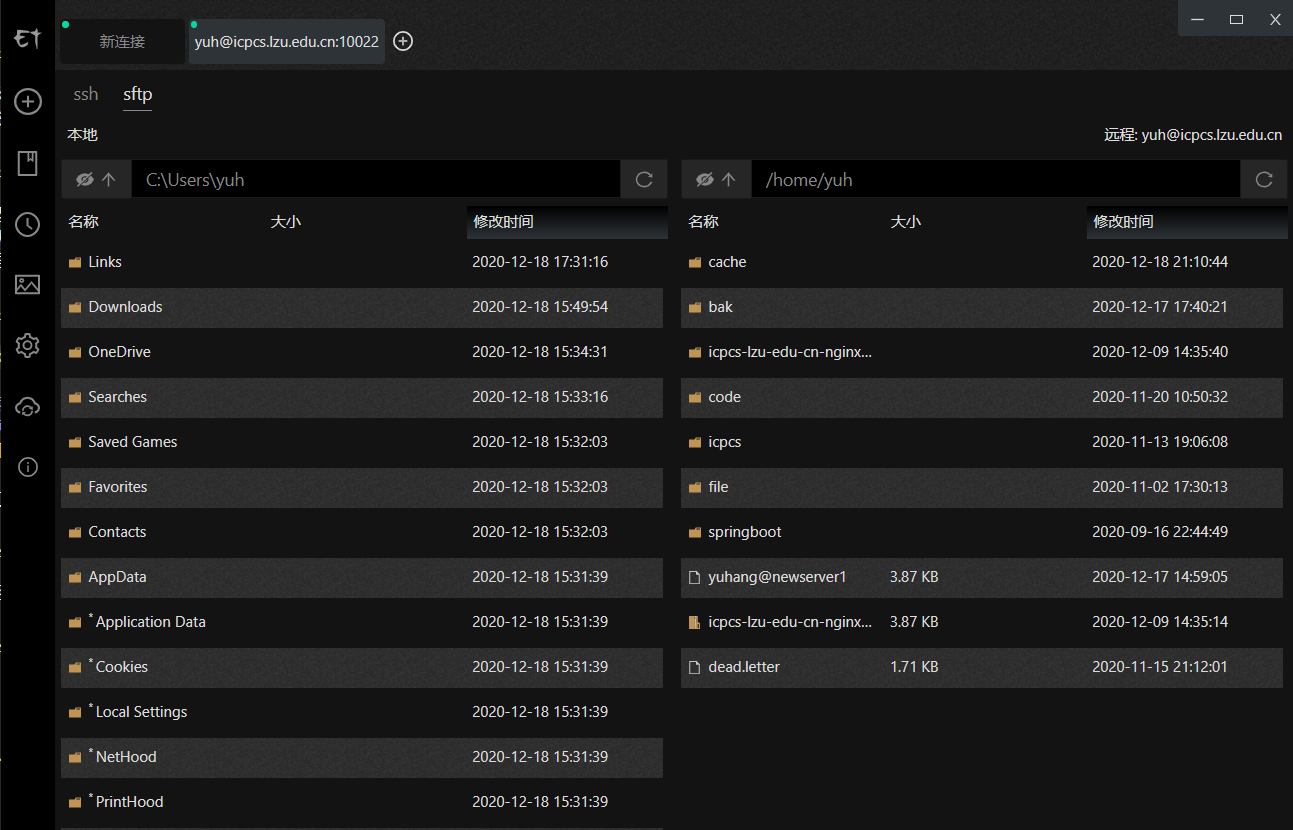 新连接
yuh@icpcs.lzu.edu.cn:10022
ssh sftp
本地
远程: yuh@icpcs.lzu.edu.cn
C:\Users\yuh
名称 大小 修改时间
Links 2020-12-18 17:31:16
Downloads 2020-12-18 15:49:54
OneDrive 2020-12-18 15:34:31
Searches 2020-12-18 15:33:16
Saved Games 2020-12-18 15:32:03
Favorites 2020-12-18 15:32:03
Contacts 2020-12-18 15:32:03
AppData 2020-12-18 15:31:39
*Application Data 2020-12-18 15:31:39
*Cookies 2020-12-18 15:31:39
*Local Settings 2020-12-18 15:31:39
*NetHood 2020-12-18 15:31:39
*PrintHood 2020-12-18 15:31:39
/home/yuh
名称 大小 修改时间
cache 2020-12-18 21:10:44
bak 2020-12-17 17:40:21
icpcs-lzu-edu-cn-nginx... 2020-12-09 14:35:40
code 2020-11-20 10:50:32
icpcs 2020-11-13 19:06:08
file 2020-11-02 17:30:13
springboot 2020-09-16 22:44:49
yuhang@newserver1 3.87 KB 2020-12-17 14:59:05
icpcs-lzu-edu-cn-nginx... 3.87 KB 2020-12-09 14:35:14
dead.letter 1.71 KB 2020-11-15 21:12:01